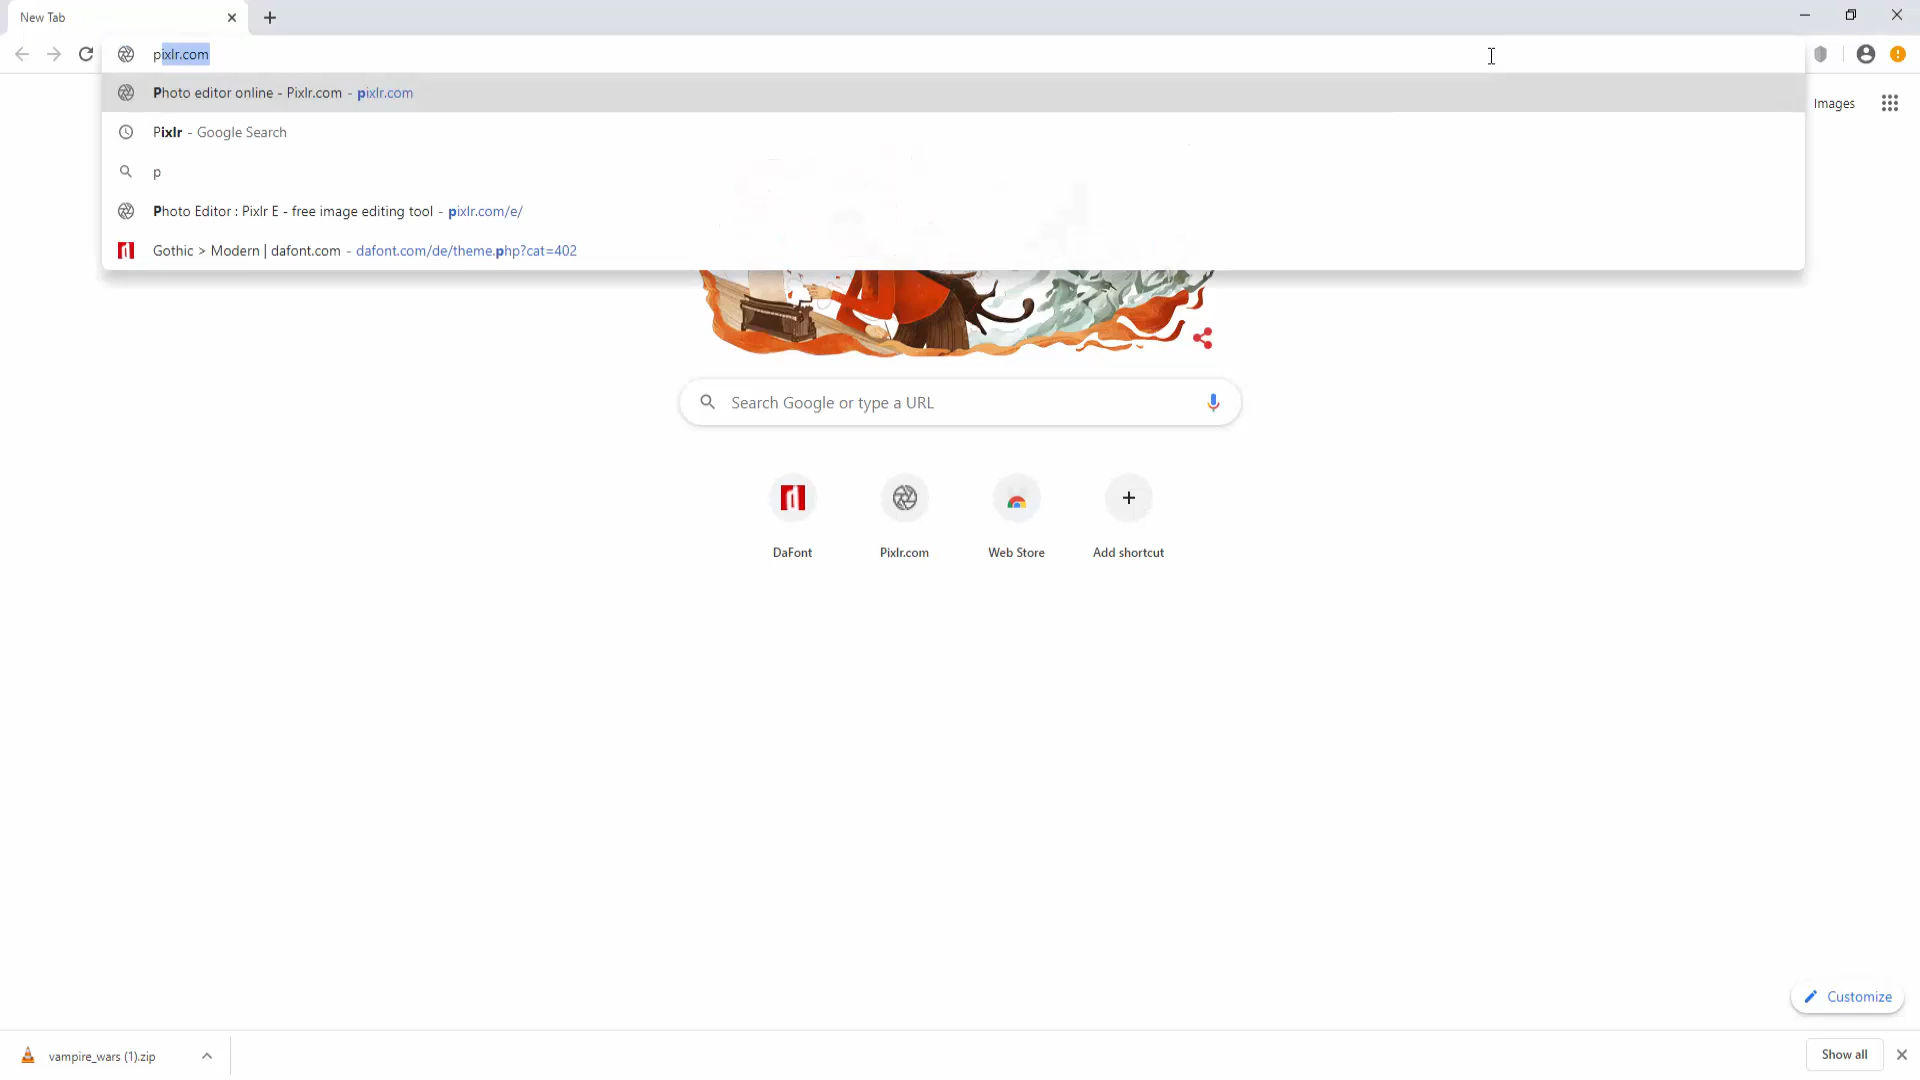 New Tab
pixlr.com
Photo editor online - Pixlr.com - pixlr.com
Images
Pixlr - Google Search
p
Photo Editor : Pixlr E - free image editing tool - pixlr.com/e/
Gothic > Modern | dafont.com - dafont.com/de/theme.php?cat=402
Search Google or type a URL
DaFont
Pixlr.com
Web Store
Add shortcut
Customize
vampire_wars (1).zip
Show all